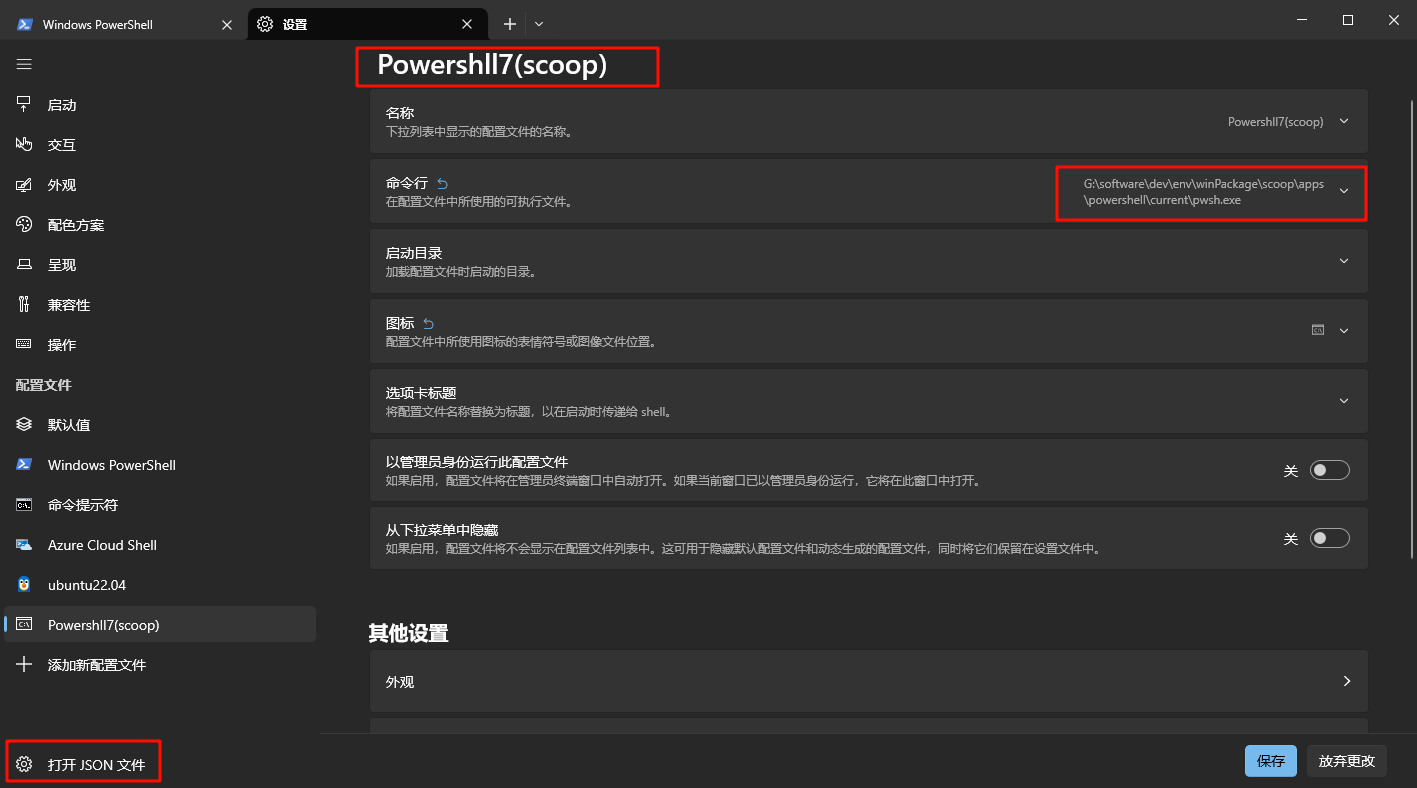 Windows PowerShell
设置
启动
交互
外观
配色方案
呈现
兼容性
操作
配置文件
默认值
Windows PowerShell
命令提示符
Azure Cloud Shell
ubuntu22.04
Powershll7(scoop)
添加新配置文件
打开 JSON 文件
Powershll7(scoop)
名称
下拉列表中显示的配置文件的名称。
Powershll7(scoop)
命令行
在配置文件中所使用的可执行文件。
G:\software\dev\env\winPackage\scoop\apps
\powershell\current\pwsh.exe
启动目录
加载配置文件时启动的目录。
图标
配置文件中所使用图标的表情符号或图像文件位置。
选项卡标题
将配置文件名称替换为标题，以在启动时传递给 shell。
以管理员身份运行此配置文件
如果启用，配置文件将在管理员终端窗口中自动打开。如果当前窗口已以管理员身份运行，它将在此窗口中打开。
关
从下拉菜单中隐藏
如果启用，配置文件将不会显示在配置文件列表中。这可用于隐藏默认配置文件和动态生成的配置文件，同时将它们保留在设置文件中。
关
其他设置
外观
保存
放弃更改